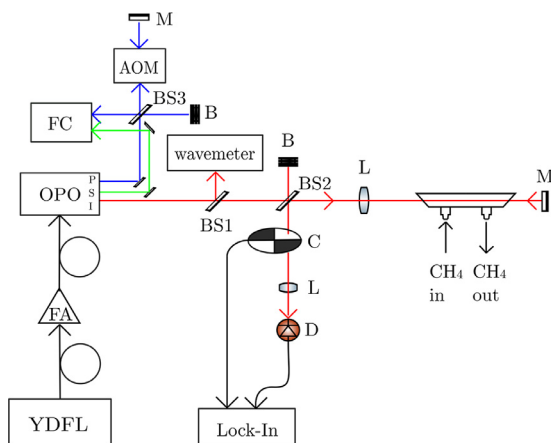 M
AOM
BS3
B
FC
wavemeter
B
BS2
L
M
OPO
P
S
I
BS1
C
CH4
in
CH4
out
FA
L
D
YDFL
Lock-In